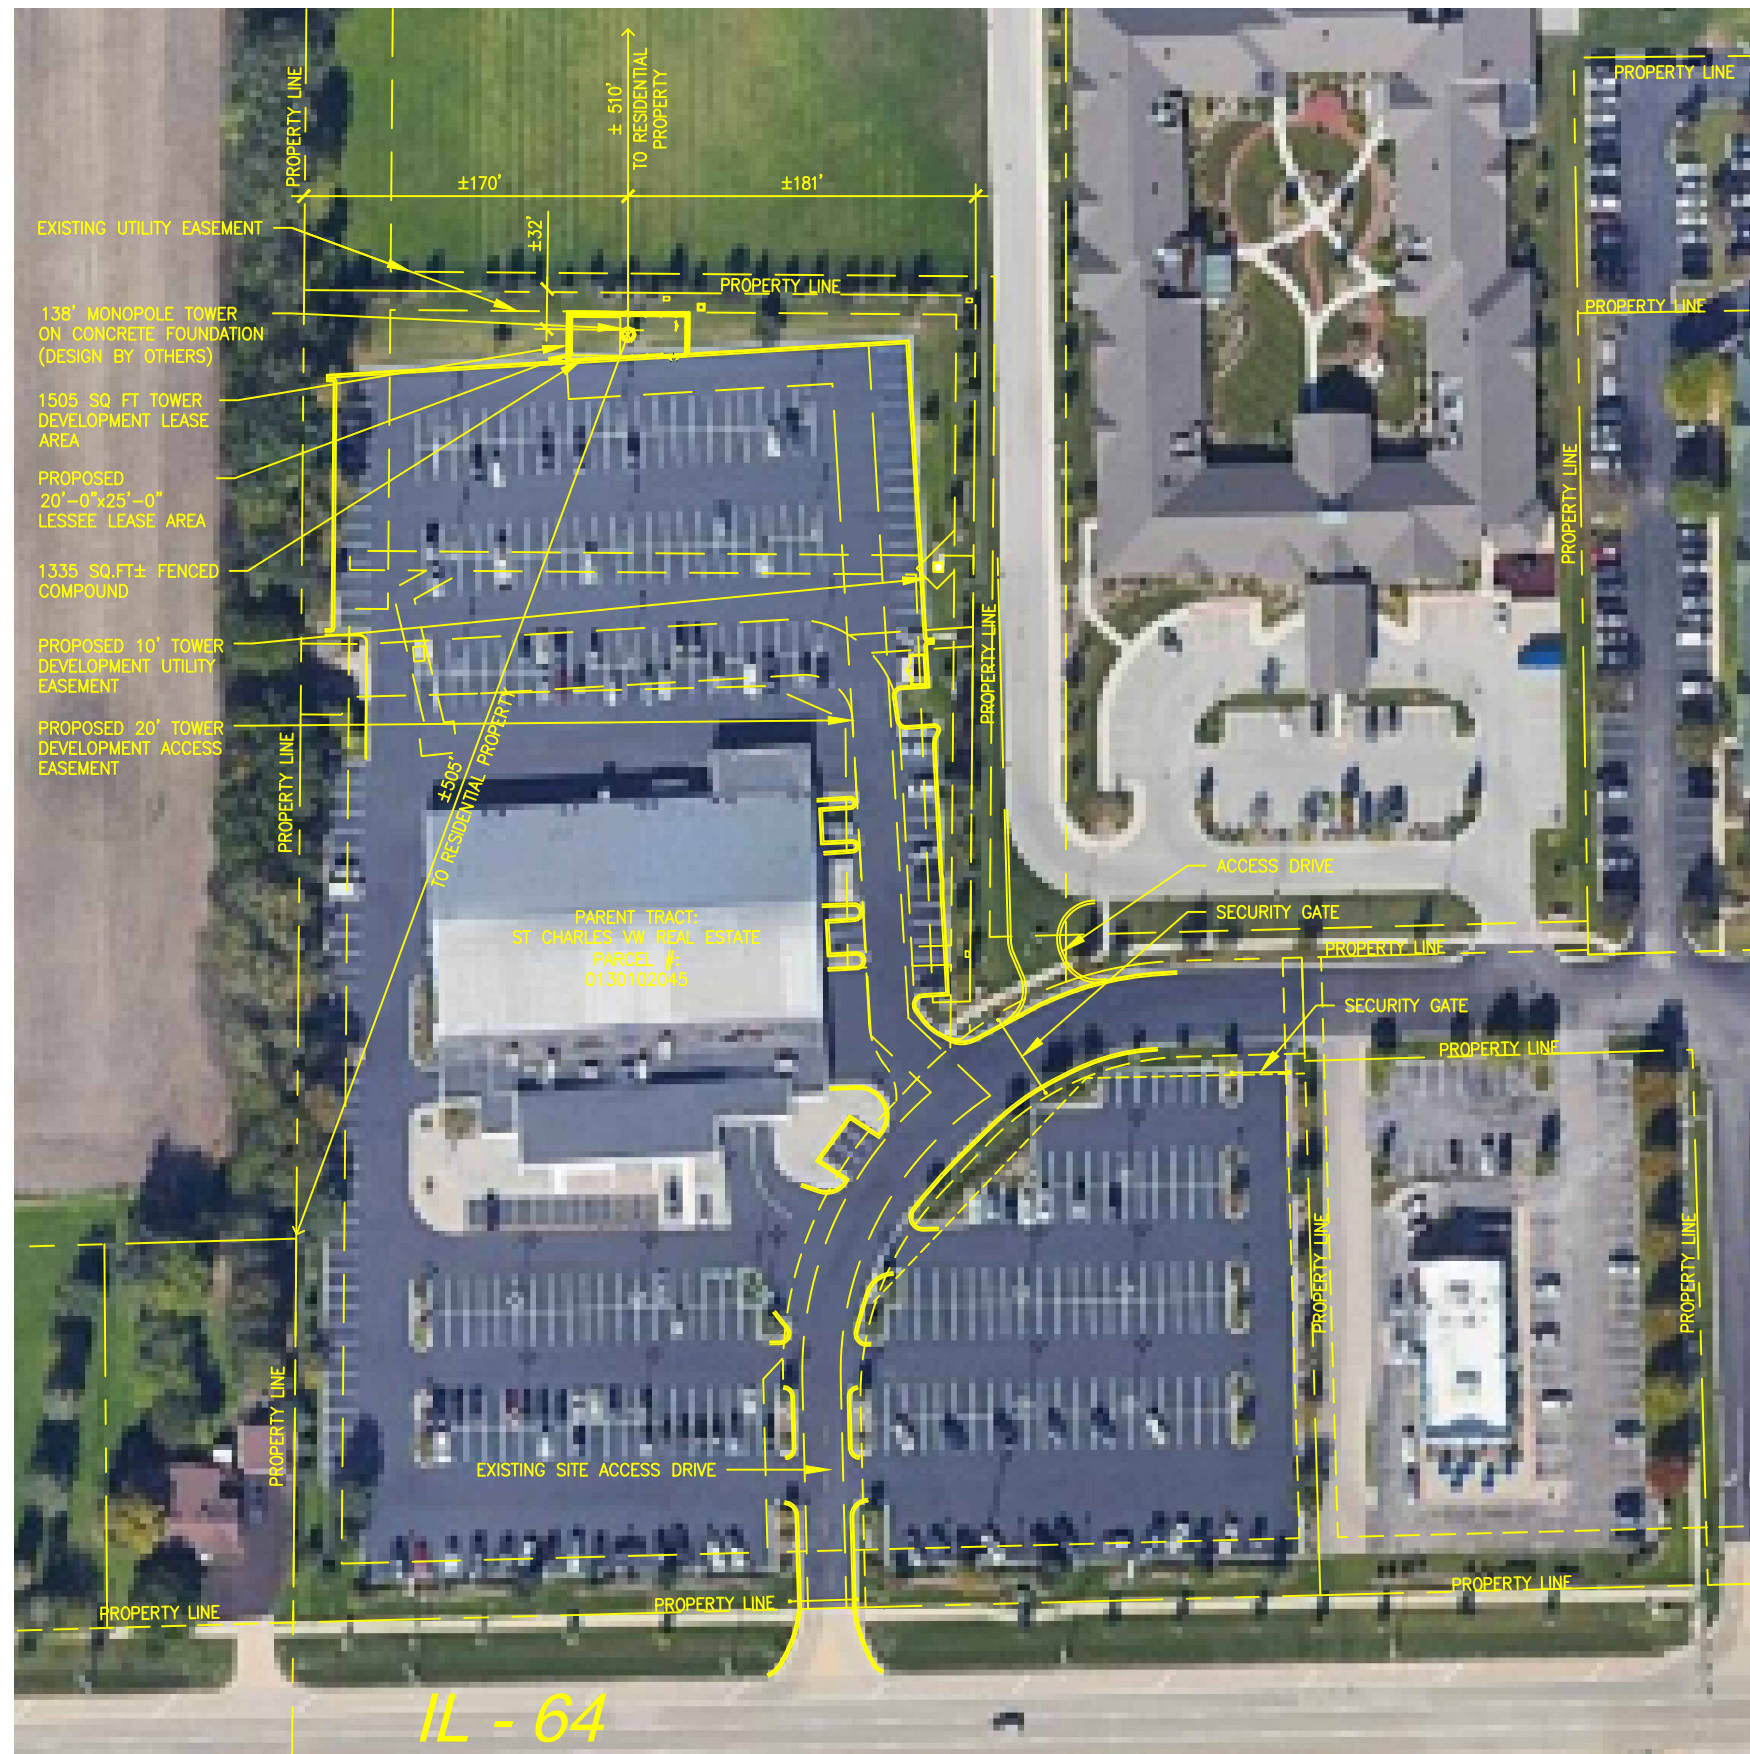 PROPERTY LINE
± 510'
TO RESIDENTIAL
PROPERTY
PROPERTY LINE
±170'
±181'
±32'
EXISTING UTILITY EASEMENT
PROPERTY LINE
PROPERTY LINE
138' MONOPOLE TOWER
ON CONCRETE FOUNDATION
(DESIGN BY OTHERS)
1505 SQ FT TOWER
DEVELOPMENT LEASE
AREA
PROPOSED
20'-0"x25'-0"
LESSEE LEASE AREA
PROPERTY LINE
1335 SQ.FT± FENCED
COMPOUND
PROPOSED 10' TOWER
DEVELOPMENT UTILITY
EASEMENT
PROPERTY LINE
PROPOSED 20' TOWER
DEVELOPMENT ACCESS
EASEMENT
PROPERTY LINE
±505'
TO RESIDENTIAL PROPERTY
ACCESS DRIVE
SECURITY GATE
PARENT TRACT:
ST CHARLES VW REAL ESTATE
PARCEL #:
0130102045
PROPERTY LINE
SECURITY GATE
PROPERTY LINE
PROPERTY LINE
PROPERTY LINE
PROPERTY LINE
EXISTING SITE ACCESS DRIVE
PROPERTY LINE
PROPERTY LINE
PROPERTY LINE
IL - 64